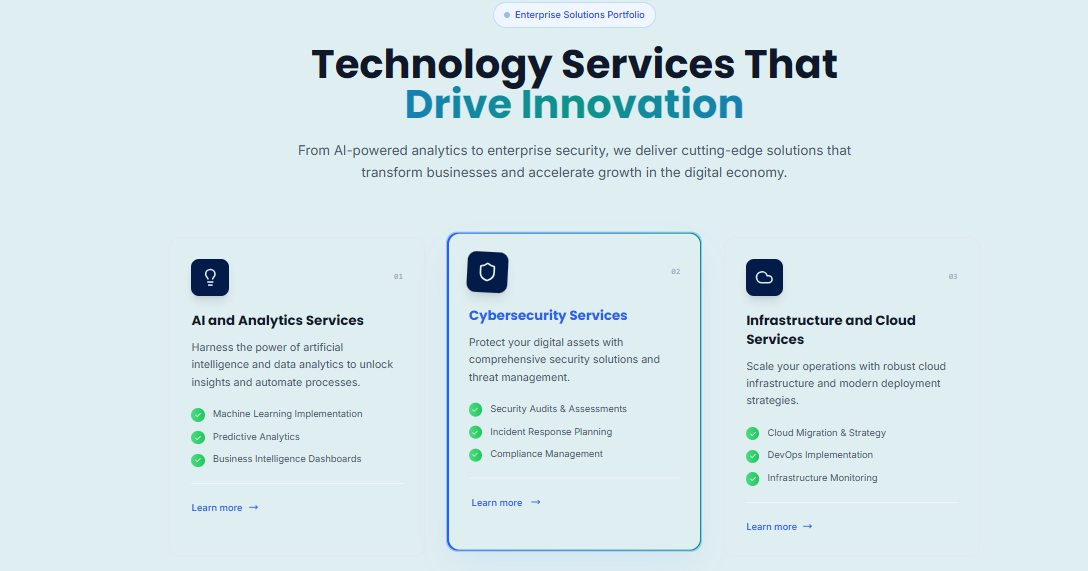 Enterprise Solutions Portfolio
Technology Services That
Drive Innovation
From AI-powered analytics to enterprise security, we deliver cutting-edge solutions that
transform businesses and accelerate growth in the digital economy.
01
AI and Analytics Services
Harness the power of artificial
intelligence and data analytics to unlock
insights and automate processes.
Machine Learning Implementation
Predictive Analytics
Business Intelligence Dashboards
Learn more →
02
Cybersecurity Services
Protect your digital assets with
comprehensive security solutions and
threat management.
Security Audits & Assessments
Incident Response Planning
Compliance Management
Learn more →
03
Infrastructure and Cloud
Services
Scale your operations with robust cloud
infrastructure and modern deployment
strategies.
Cloud Migration & Strategy
DevOps Implementation
Infrastructure Monitoring
Learn more →